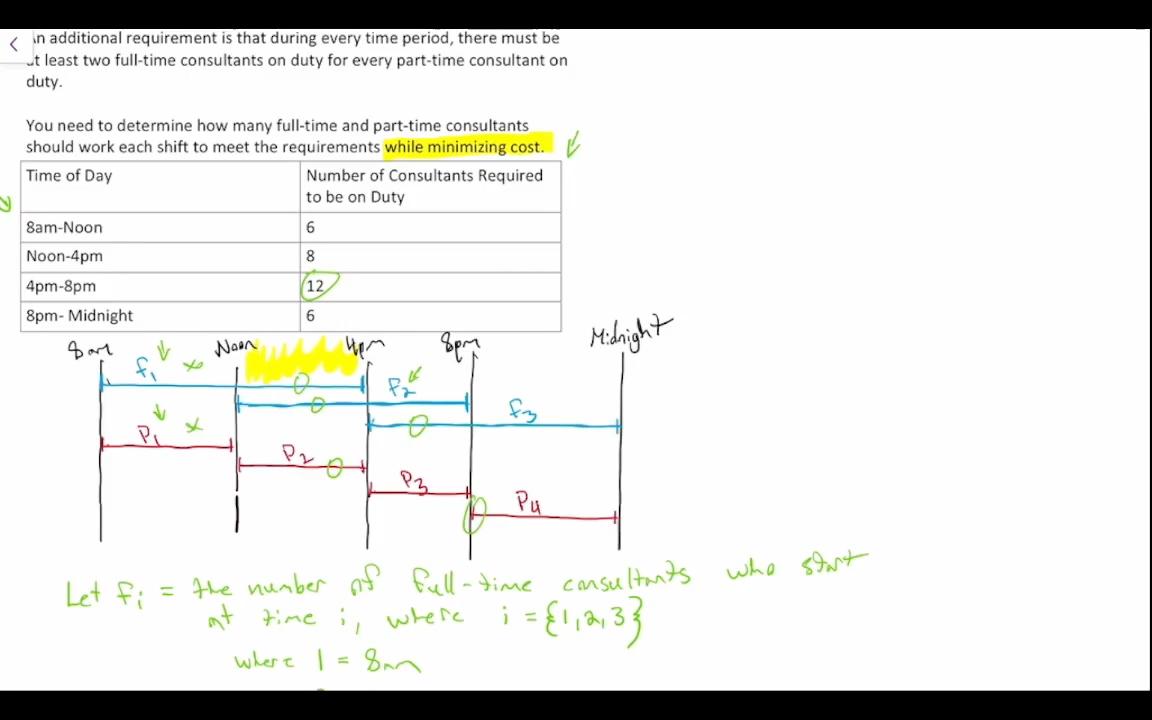 An additional requirement is that during every time period, there must be
at least two full-time consultants on duty for every part-time consultant on
duty.
You need to determine how many full-time and part-time consultants
should work each shift to meet the requirements while minimizing cost.
Time of Day Number of Consultants Required to be on Duty
8am-Noon 6
Noon-4pm 8
4pm-8pm 12
8pm- Midnight 6
8am Noon 4pm 8pm Midnight
f1 x
f2
f3
P1 x
P2
P3
P4
Let fi = the number of full-time consultants who start
at time i, where i = {1,2,3}
where 1 = 8am